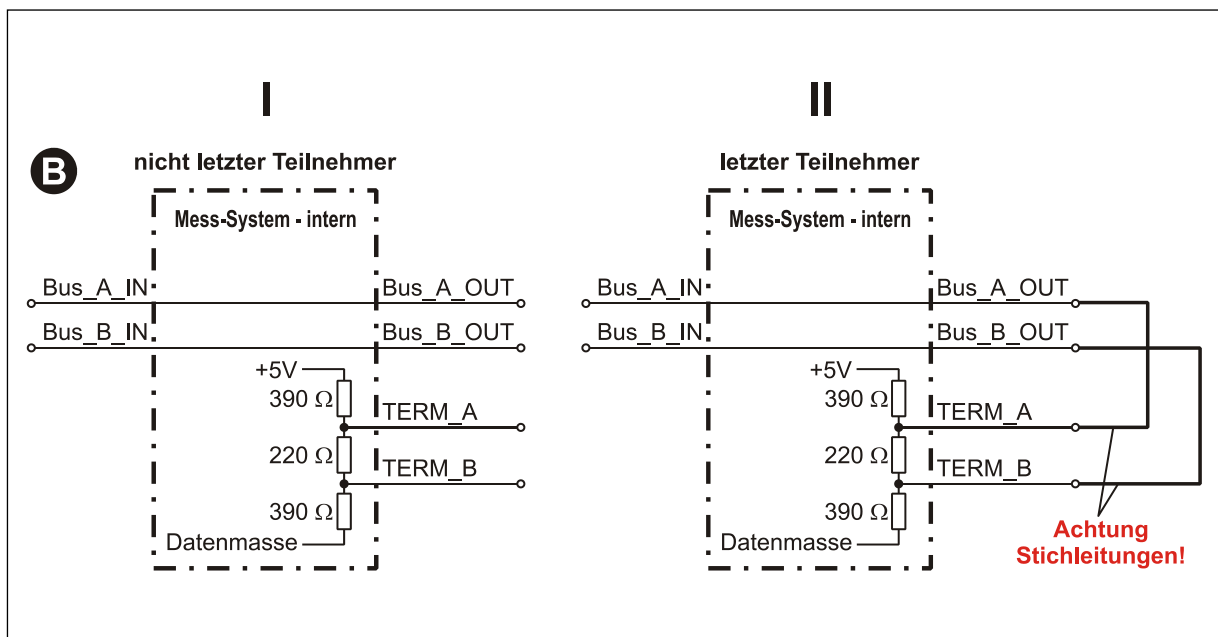 I
II
B
nicht letzter Teilnehmer
letzter Teilnehmer
Mess-System - intern
Mess-System - intern
Bus_A_IN
Bus_A_OUT
Bus_A_IN
Bus_A_OUT
Bus_B_IN
Bus_B_OUT
Bus_B_IN
Bus_B_OUT
+5V
+5V
390 Ω
TERM_A
390 Ω
TERM_A
220 Ω
TERM_B
220 Ω
TERM_B
390 Ω
390 Ω
Datenmasse
Datenmasse
Achtung
Stichleitungen!